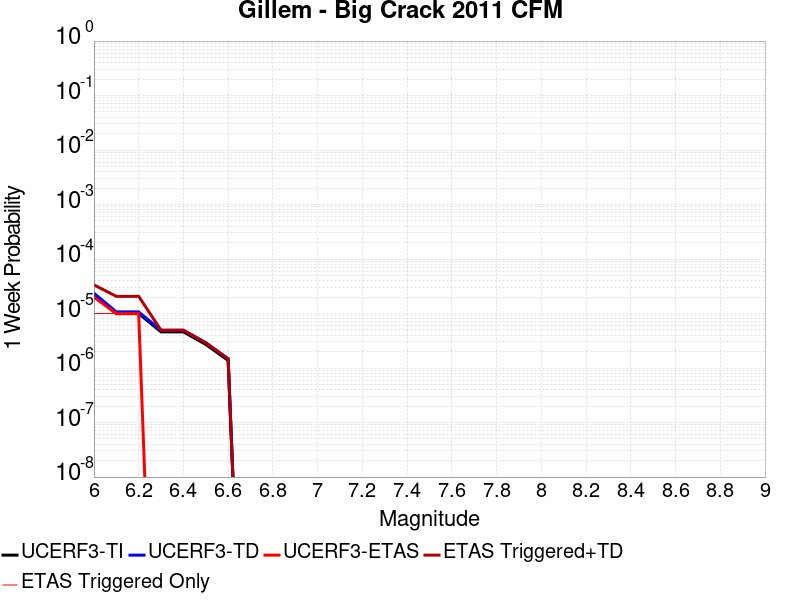 Gillem - Big Crack 2011 CFM
1 Week Probability
10^0
10^-1
10^-2
10^-3
10^-4
10^-5
10^-6
10^-7
10^-8
6 6.2 6.4 6.6 6.8 7 7.2 7.4 7.6 7.8 8 8.2 8.4 8.6 8.8 9
Magnitude
UCERF3-TI UCERF3-TD UCERF3-ETAS ETAS Triggered+TD
ETAS Triggered Only